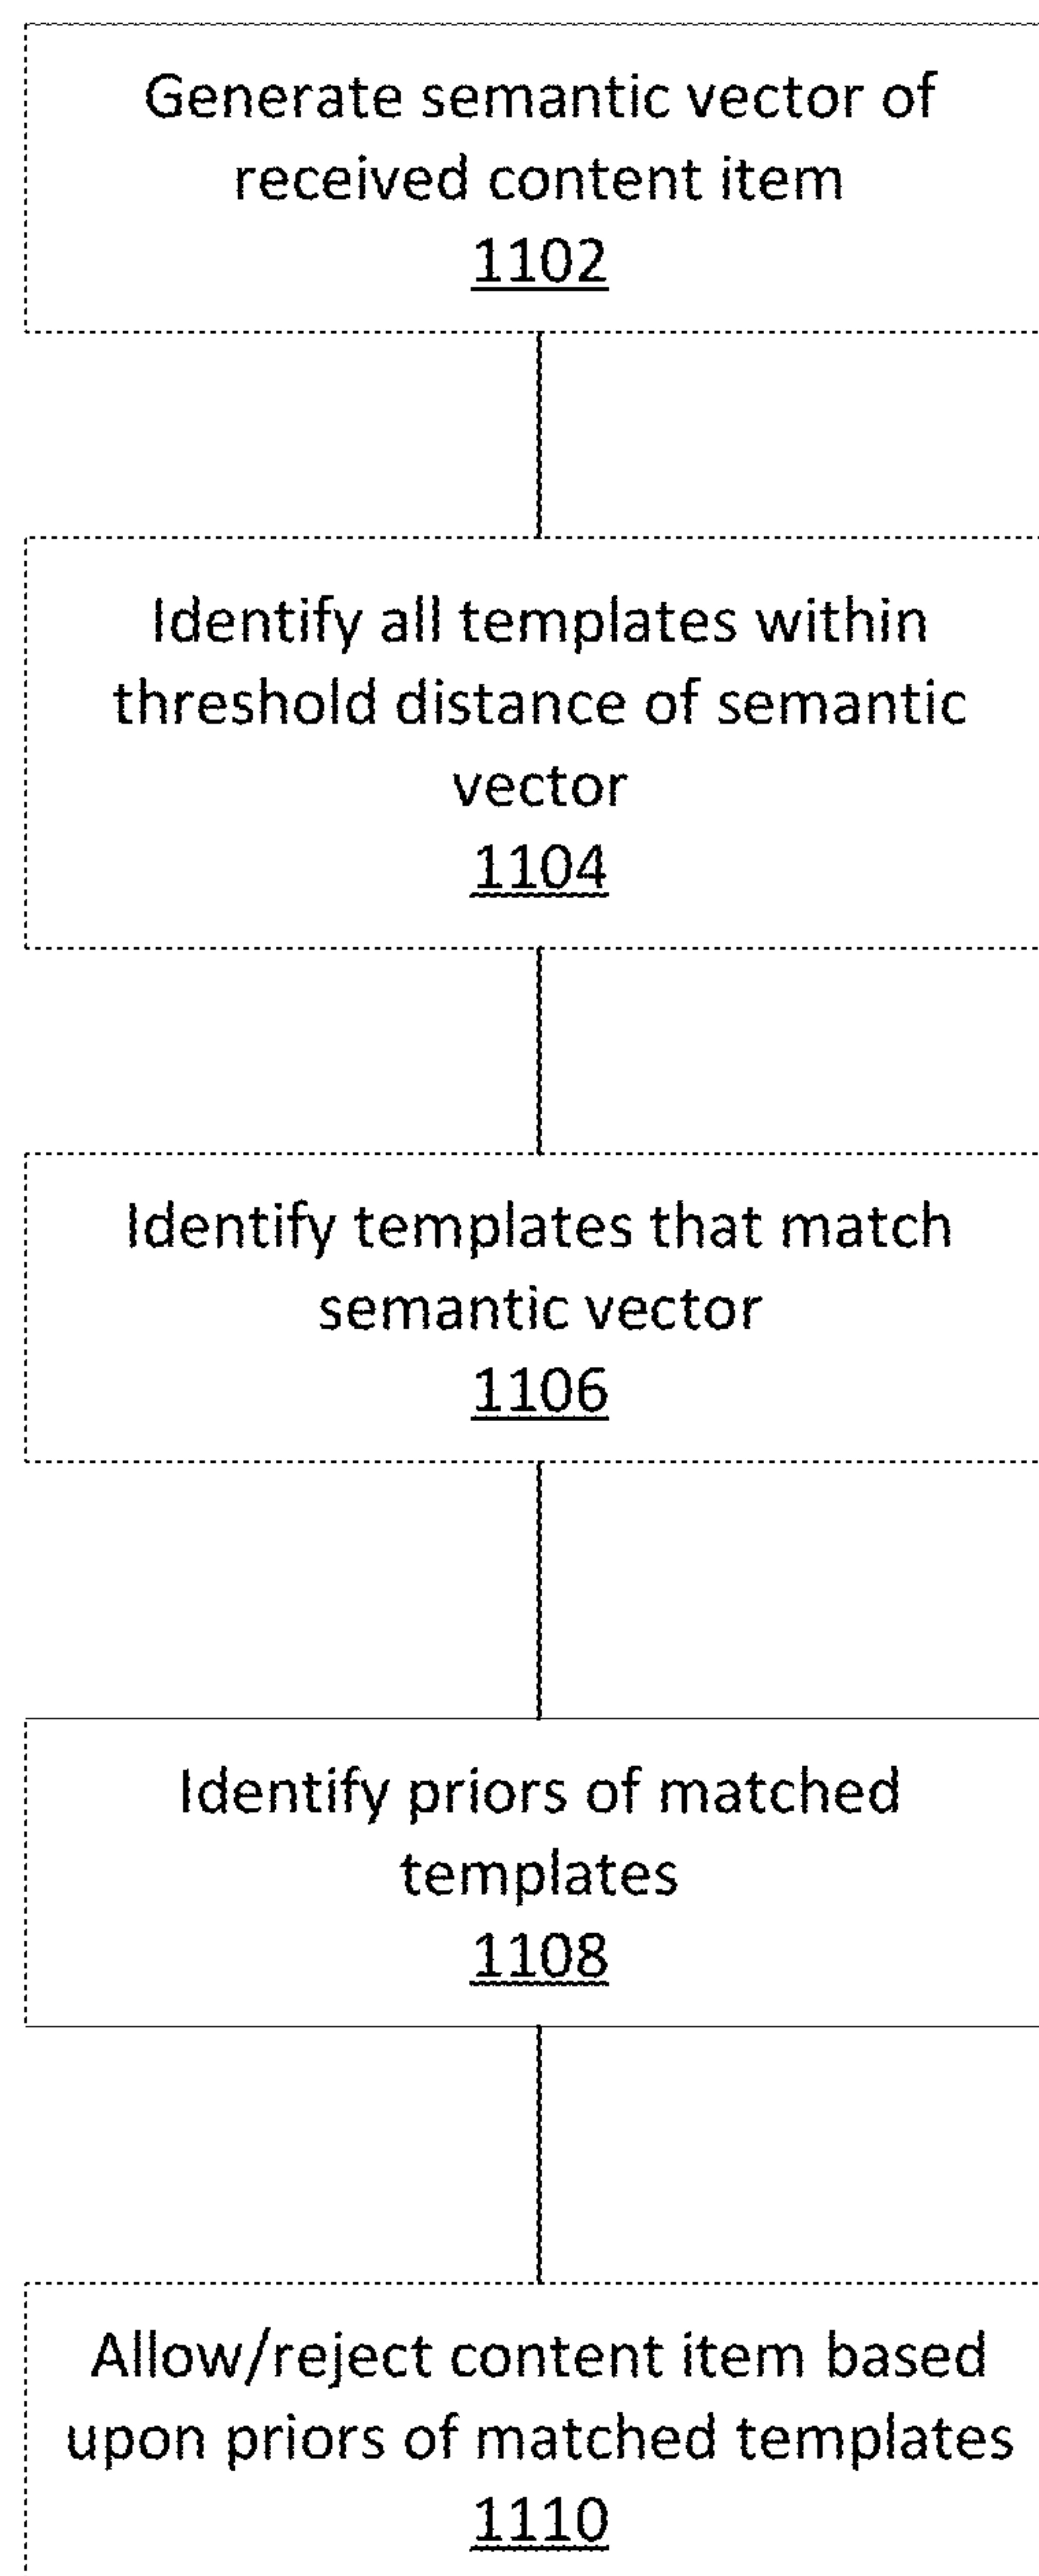 Generate semantic vector of
received content item
1102
Identify all templates within
threshold distance of semantic
vector
1104
Identify templates that match
semantic vector
1106
Identify priors of matched
templates
1108
Allow/reject content item based
upon priors of matched templates
1110